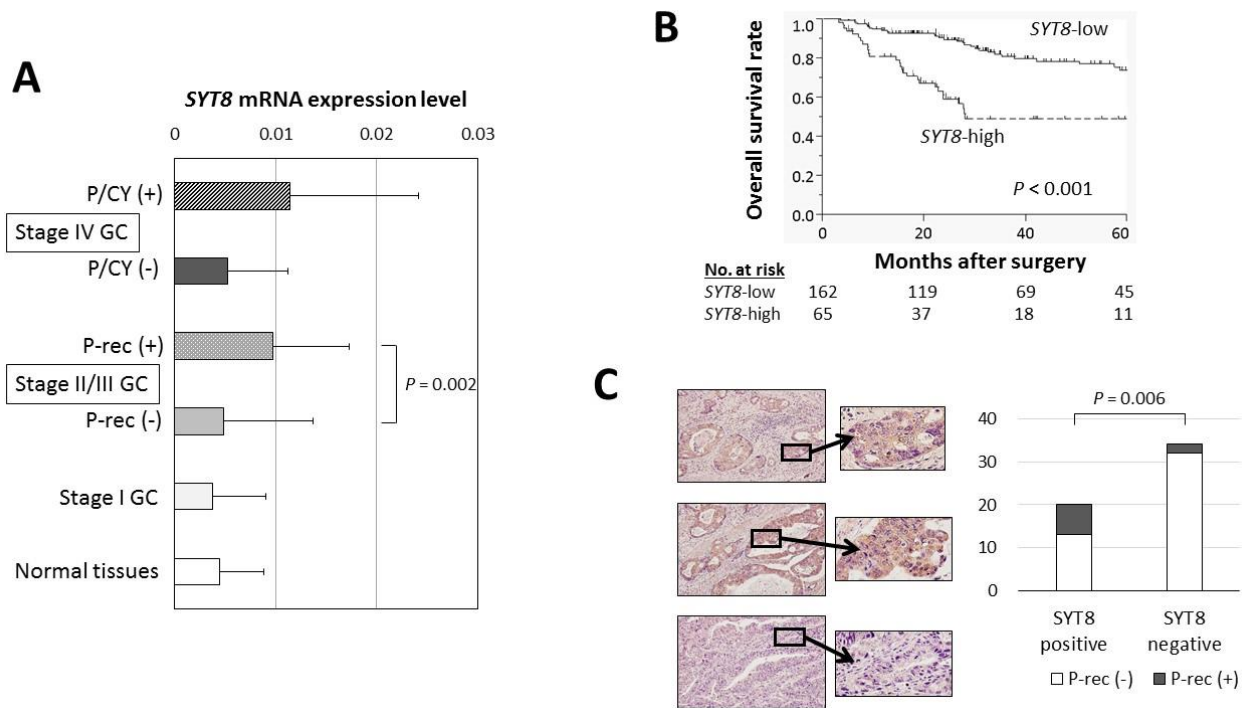 A
SYT8 mRNA expression level
0 0.01 0.02 0.03
P/CY (+)
Stage IV GC
P/CY (-)
P-rec (+)
Stage II/III GC
P = 0.002
P-rec (-)
Stage I GC
Normal tissues
B
Overall survival rate
1.0
0.8
0.6
0.4
0.2
0.0
SYT8-low
SYT8-high
P < 0.001
0 20 40 60
Months after surgery
No. at risk
SYT8-low 162 119 69 45
SYT8-high 65 37 18 11
C
P = 0.006
40
30
20
10
0
SYT8 positive
SYT8 negative
P-rec (-) P-rec (+)